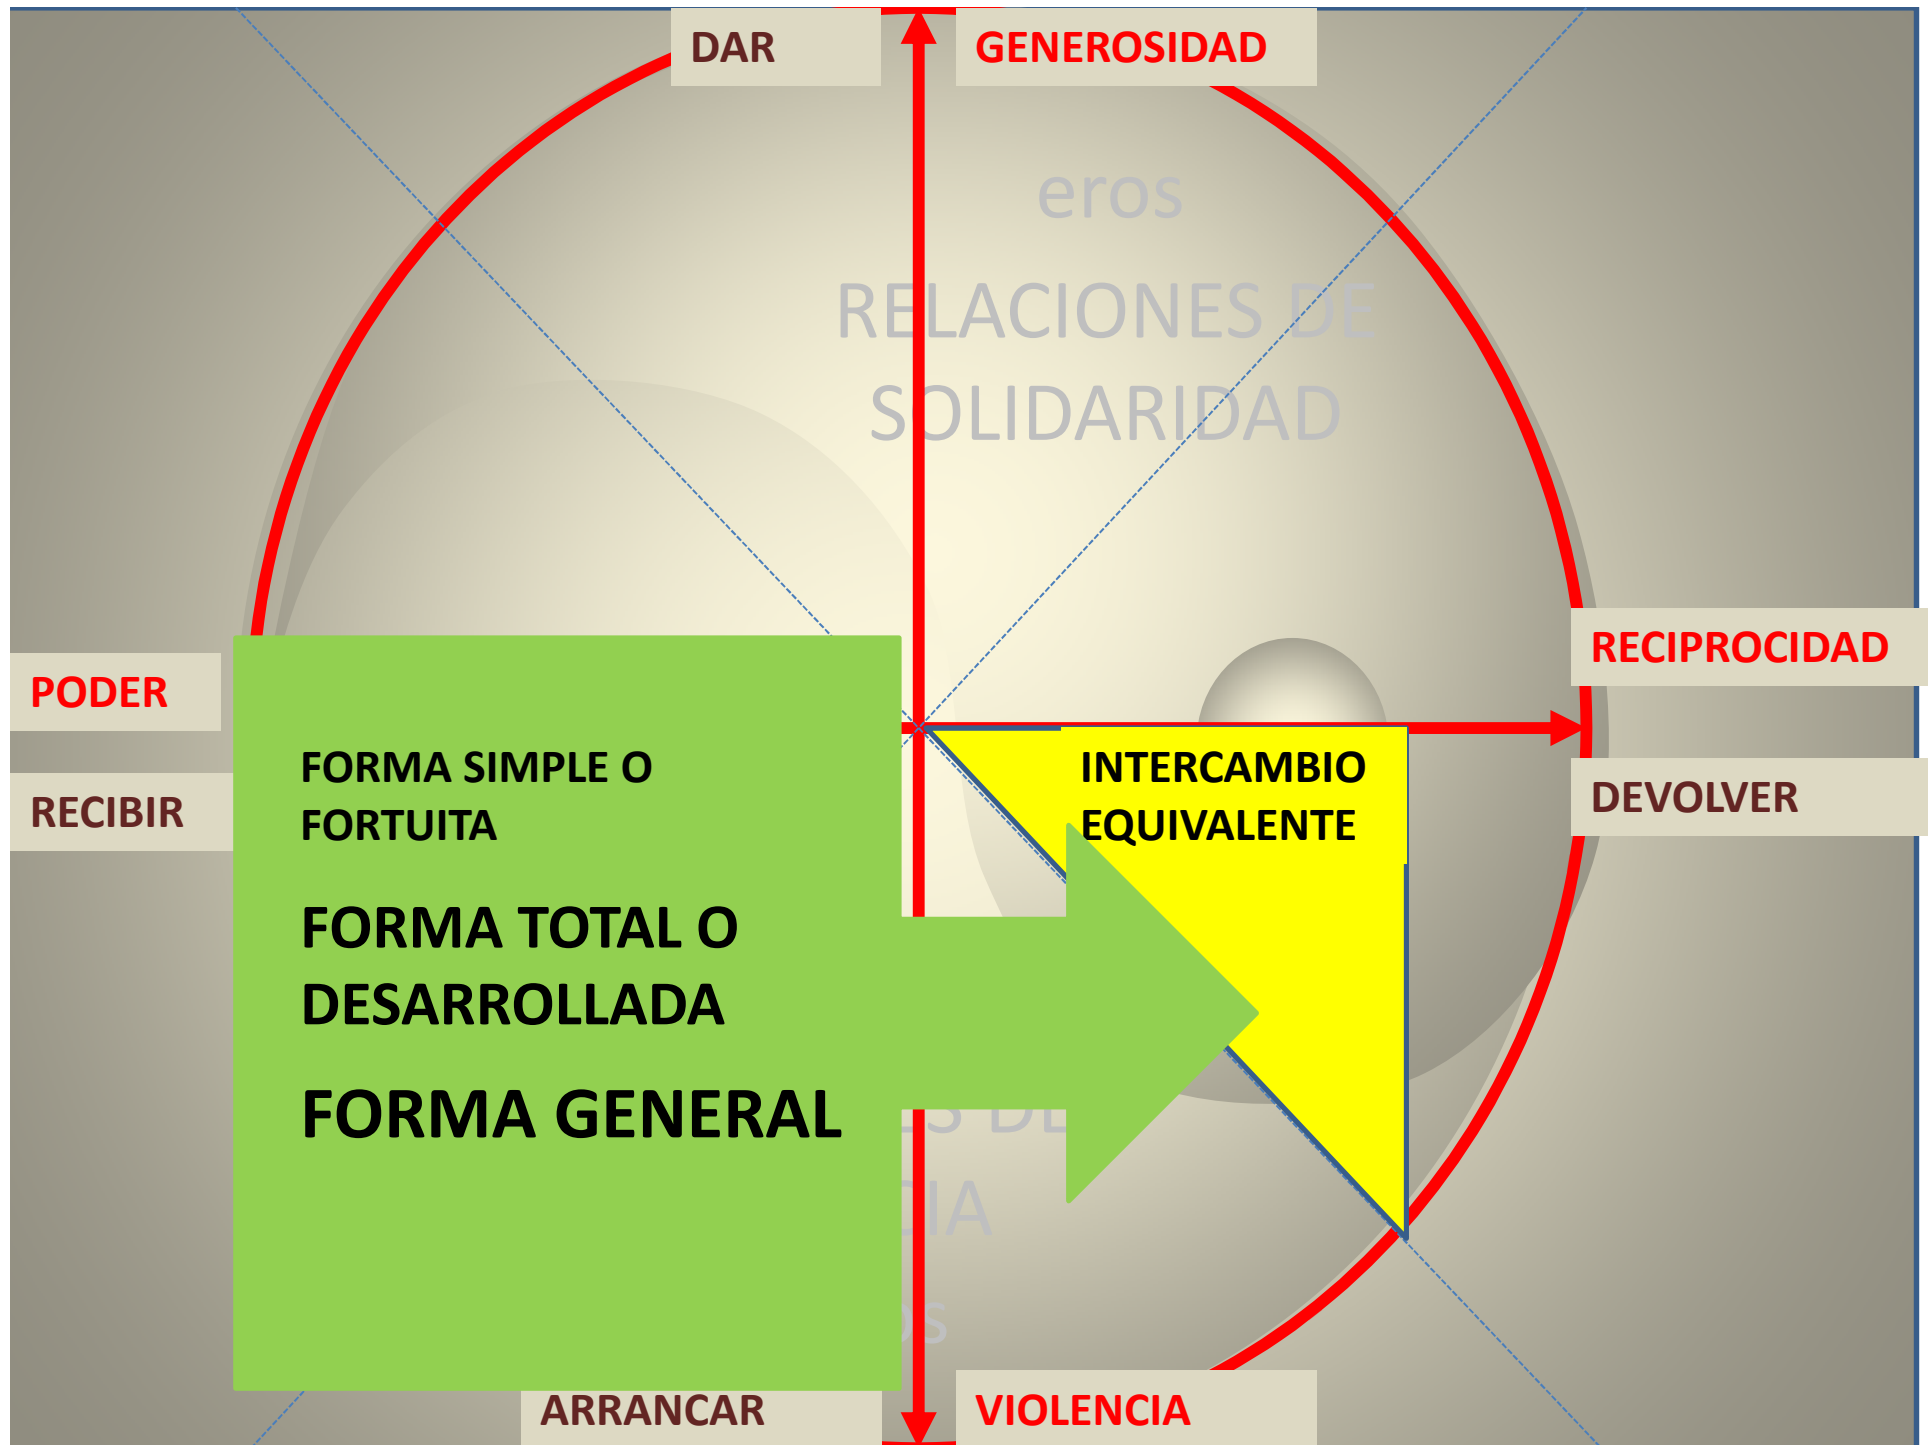 DAR
GENEROSIDAD
eros
RELACIONES DE
SOLIDARIDAD
RECIPROCIDAD
PODER
RECIBIR
DEVOLVER
FORMA SIMPLE O
FORTUITA
FORMA TOTAL O
DESARROLLADA
FORMA GENERAL
INTERCAMBIO
EQUIVALENTE
DE
ARRANCAR
VIOLENCIA